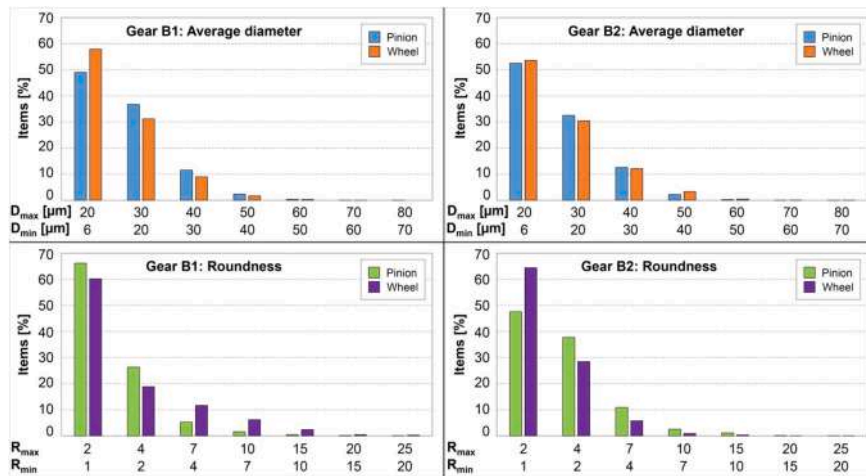 Gear B1: Average diameter
Pinion
Wheel
Items [%]
70
60
50
40
30
20
10
0
Dmax [µm] 20 30 40 50 60 70 80
Dmin [µm] 6 20 30 40 50 60 70
Gear B2: Average diameter
Pinion
Wheel
Items [%]
70
60
50
40
30
20
10
0
Dmax [µm] 20 30 40 50 60 70 80
Dmin [µm] 6 20 30 40 50 60 70
Gear B1: Roundness
Pinion
Wheel
Items [%]
70
60
50
40
30
20
10
0
Rmax 2 4 7 10 15 20 25
Rmin 1 2 4 7 10 15 20
Gear B2: Roundness
Pinion
Wheel
Items [%]
70
60
50
40
30
20
10
0
Rmax 2 4 7 10 15 20 25
Rmin 1 2 4 7 10 15 20